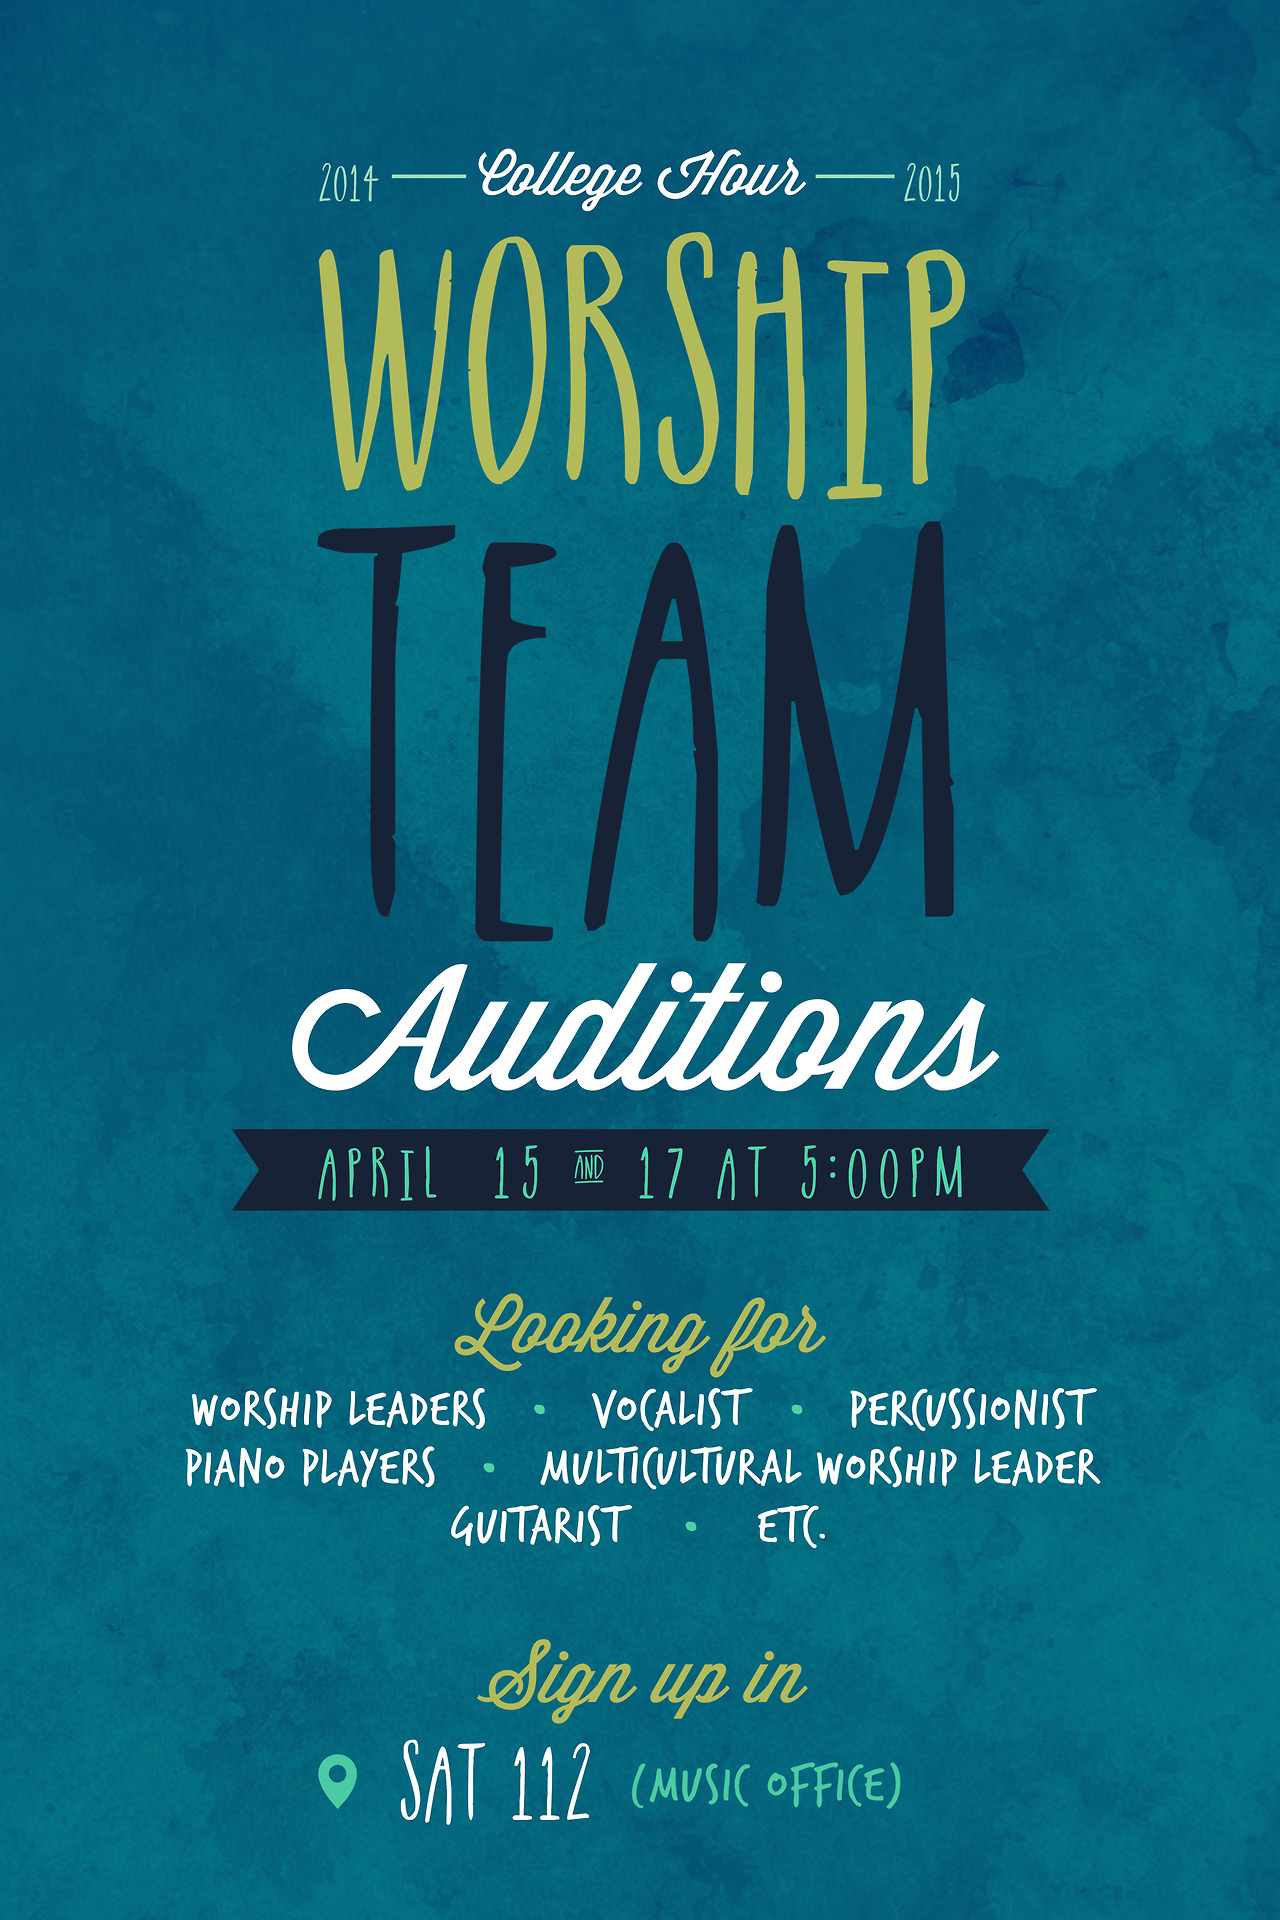 2014 College Hour 2015
WORSHIP
TEAM
Auditions
APRIL 15 AND 17 AT 5:00PM
Looking for
WORSHIP LEADERS • VOCALIST • PERCUSSIONIST
PIANO PLAYERS • MULTICULTURAL WORSHIP LEADER
GUITARIST • ETC.
Sign up in
SAT 112 (MUSIC OFFICE)